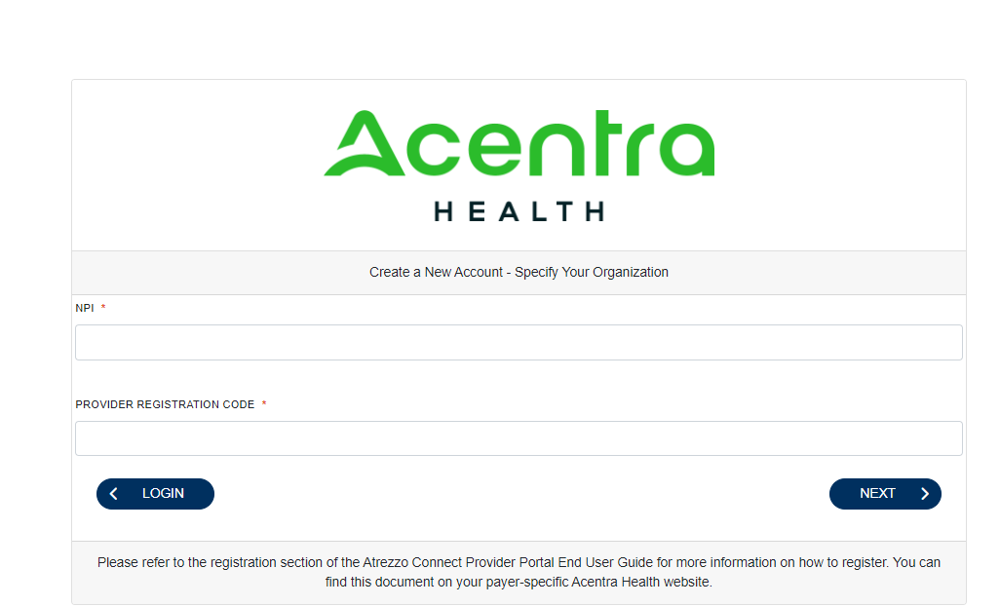 Acentra
HEALTH
Create a New Account - Specify Your Organization
NPI *
PROVIDER REGISTRATION CODE *
LOGIN
NEXT
Please refer to the registration section of the Atrezzo Connect Provider Portal End User Guide for more information on how to register. You can
find this document on your payer-specific Acentra Health website.